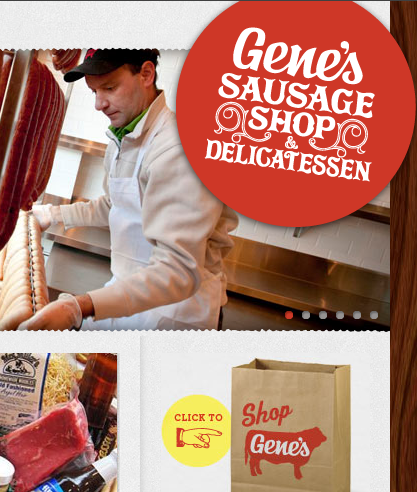 Gene's
SAUSAGE
SHOP
&
DELICATESSEN
CLICK TO
Shop
Gene's